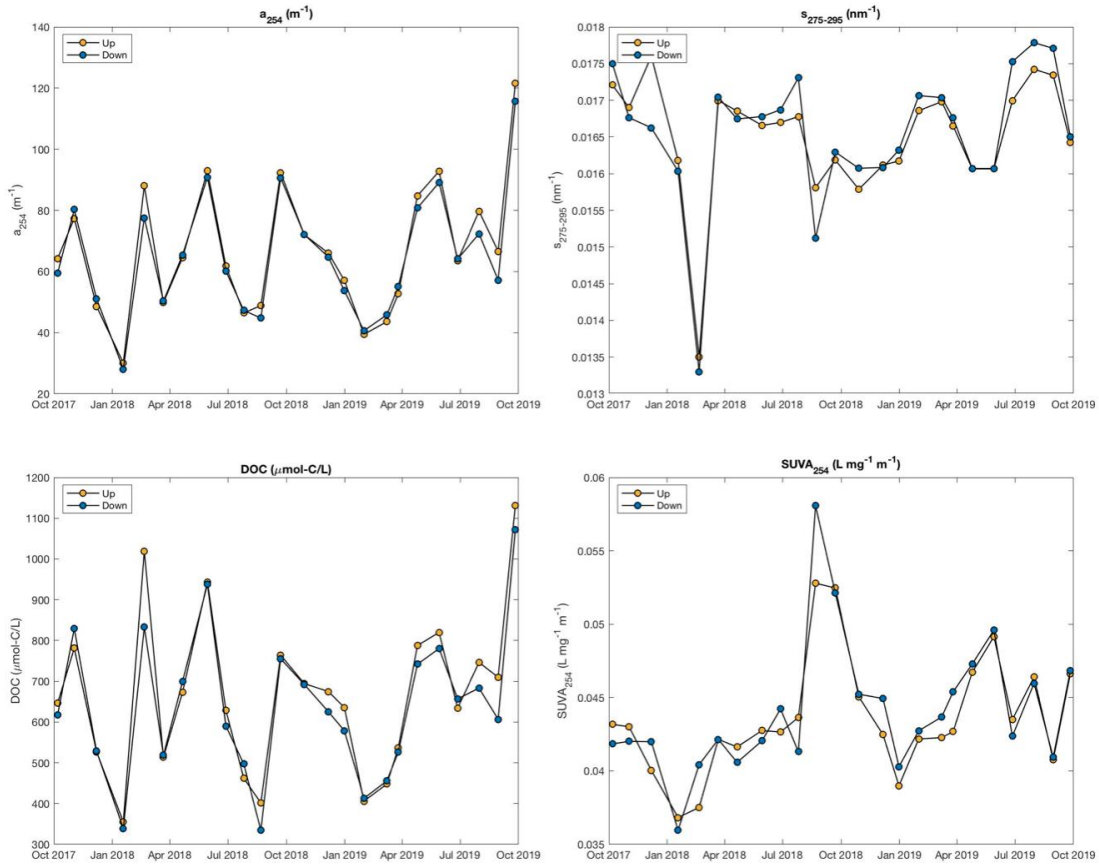 a254 (m-1)
140
120
100
80
60
40
20
a254 (m-1)
Up
Down
Oct 2017 Jan 2018 Apr 2018 Jul 2018 Oct 2018 Jan 2019 Apr 2019 Jul 2019 Oct 2019
s275-295 (nm-1)
0.018
0.0175
0.017
0.0165
0.016
0.0155
0.015
0.0145
0.014
0.0135
0.013
s275-295 (nm-1)
Up
Down
Oct 2017 Jan 2018 Apr 2018 Jul 2018 Oct 2018 Jan 2019 Apr 2019 Jul 2019 Oct 2019
DOC (μmol-C/L)
1200
1100
1000
900
800
700
600
500
400
300
DOC (μmol-C/L)
Up
Down
Oct 2017 Jan 2018 Apr 2018 Jul 2018 Oct 2018 Jan 2019 Apr 2019 Jul 2019 Oct 2019
SUVA254 (L mg-1 m-1)
0.06
0.055
0.05
0.045
0.04
0.035
SUVA254 (L mg-1 m-1)
Up
Down
Oct 2017 Jan 2018 Apr 2018 Jul 2018 Oct 2018 Jan 2019 Apr 2019 Jul 2019 Oct 2019